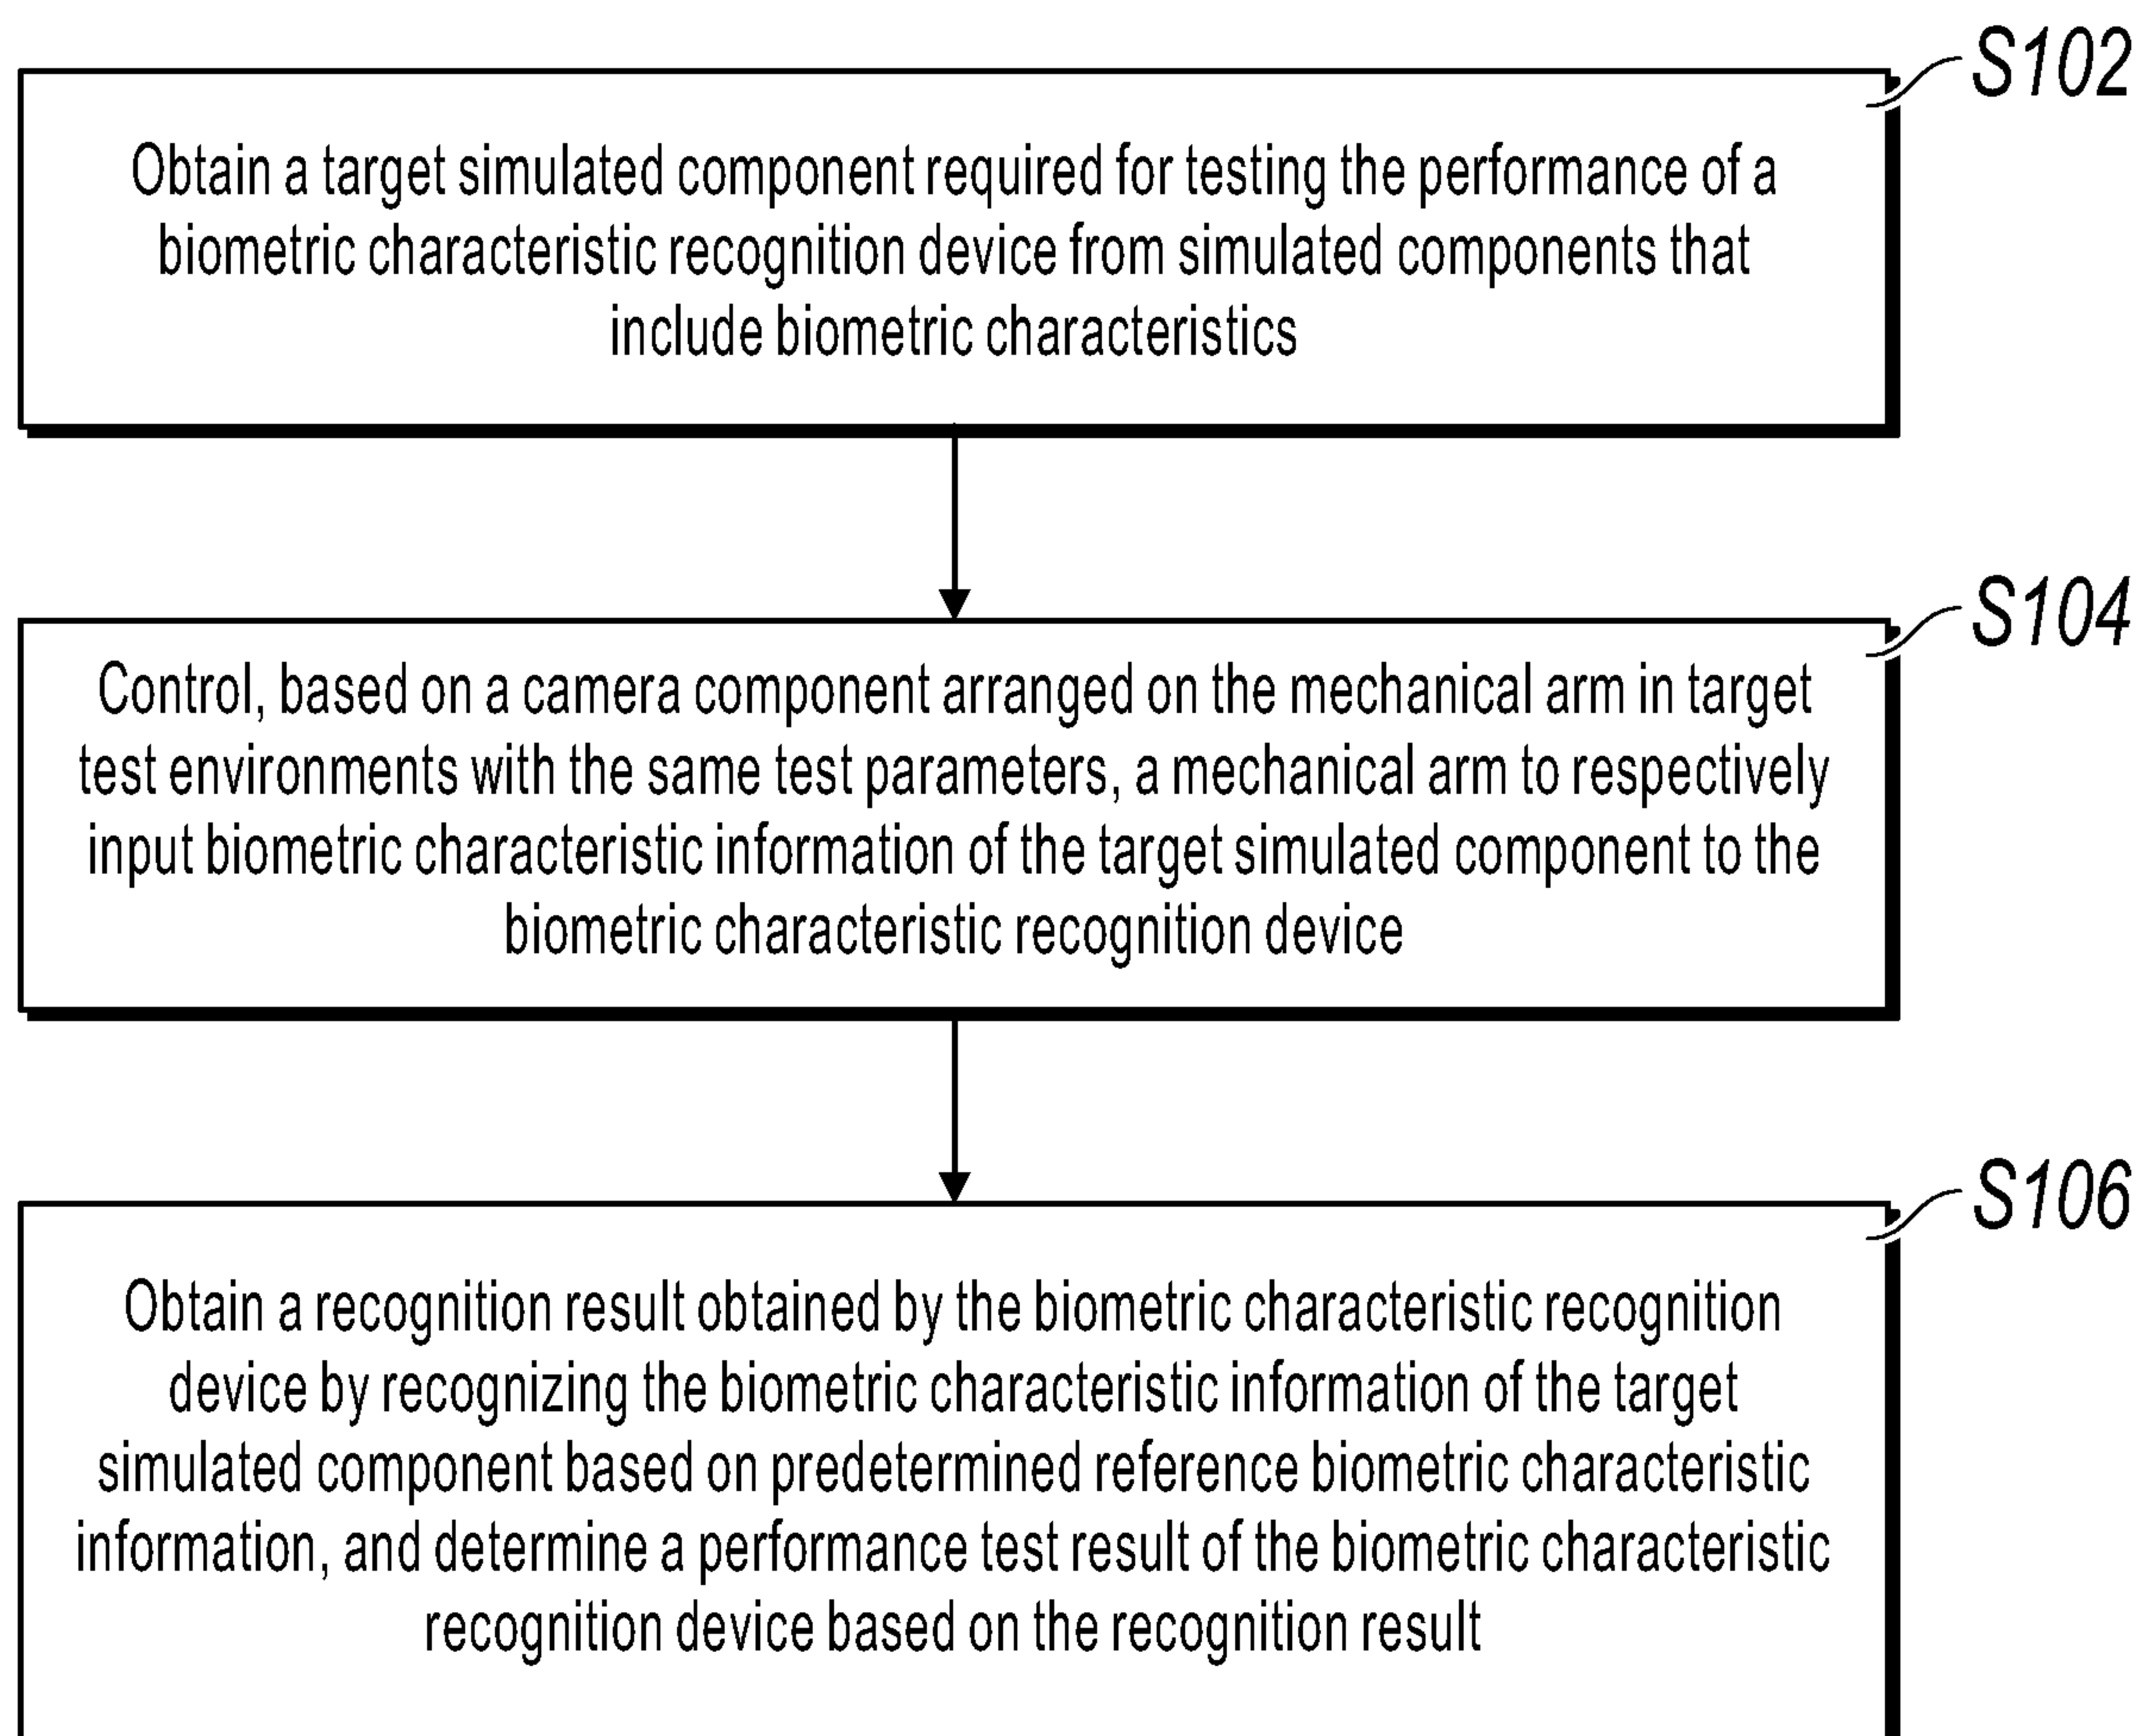 S102
Obtain a target simulated component required for testing the performance of a
biometric characteristic recognition device from simulated components that
include biometric characteristics
S104
Control, based on a camera component arranged on the mechanical arm in target
test environments with the same test parameters, a mechanical arm to respectively
input biometric characteristic information of the target simulated component to the
biometric characteristic recognition device
S106
Obtain a recognition result obtained by the biometric characteristic recognition
device by recognizing the biometric characteristic information of the target
simulated component based on predetermined reference biometric characteristic
information, and determine a performance test result of the biometric characteristic
recognition device based on the recognition result